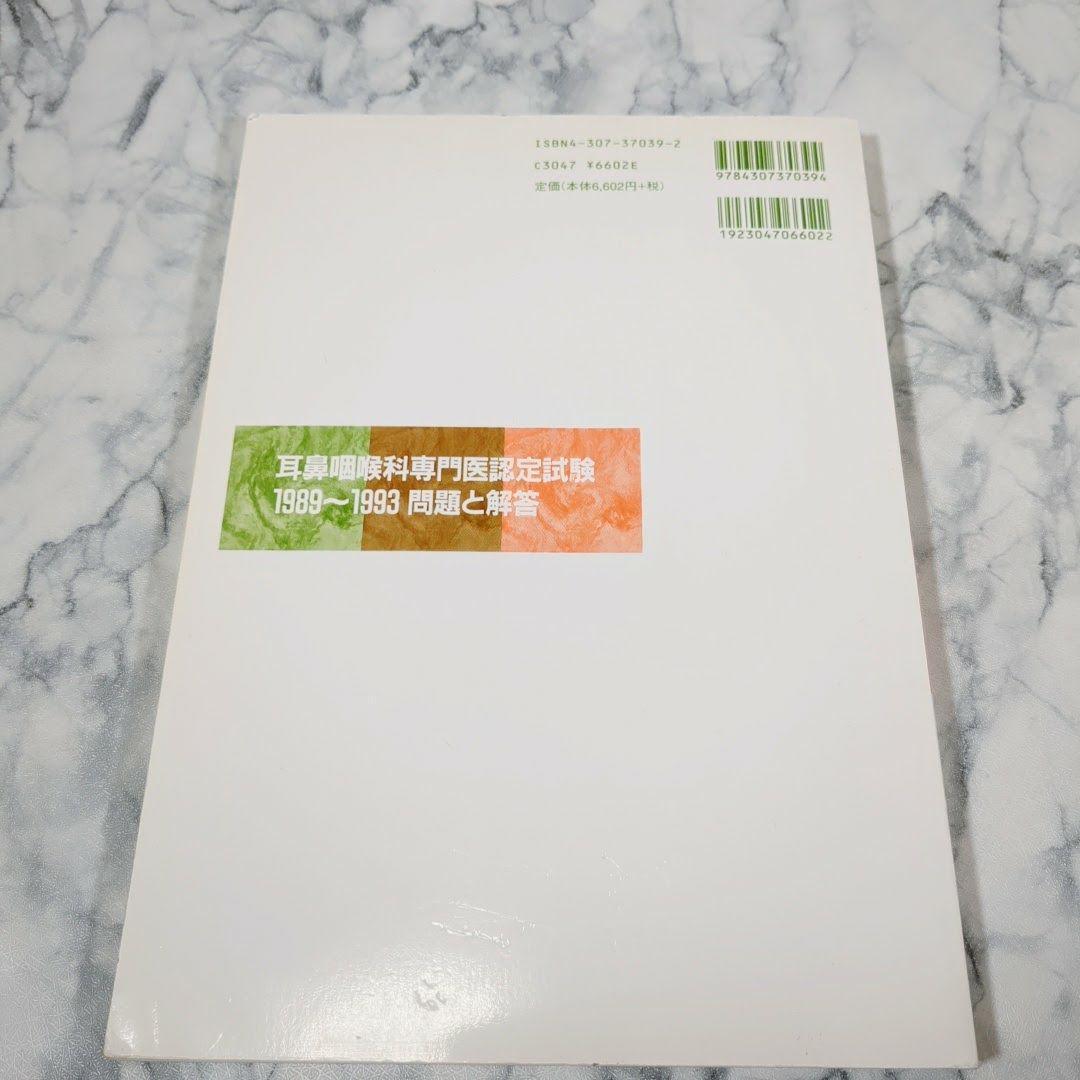 ISBN4-307-37039-2
C3047 ¥6602E
定価(本体6,602円+税)
9784307370394
1923047066022
耳鼻咽喉科専門医認定試験
1989〜1993 問題と解答